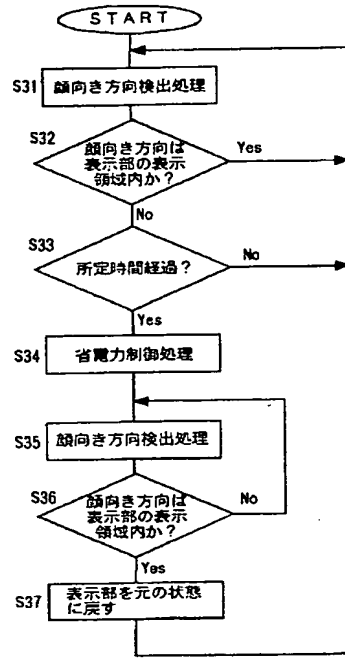 START
S31
顔向き方向検出処理
S32
顔向き方向は
表示部の表示
領域内か？
Yes
No
S33
所定時間経過？
No
Yes
S34
省電力制御処理
S35
顔向き方向検出処理
S36
顔向き方向は
表示部の表示
領域内か？
No
Yes
S37
表示部を元の状態
に戻す